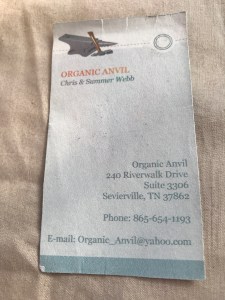 ORGANIC ANVIL
Chris & Summer Webb
Organic Anvil
240 Riverwalk Drive
Suite 3306
Sevierville, TN 37862
Phone: 865-654-1193
E-mail: Organic_Anvil@yahoo.com